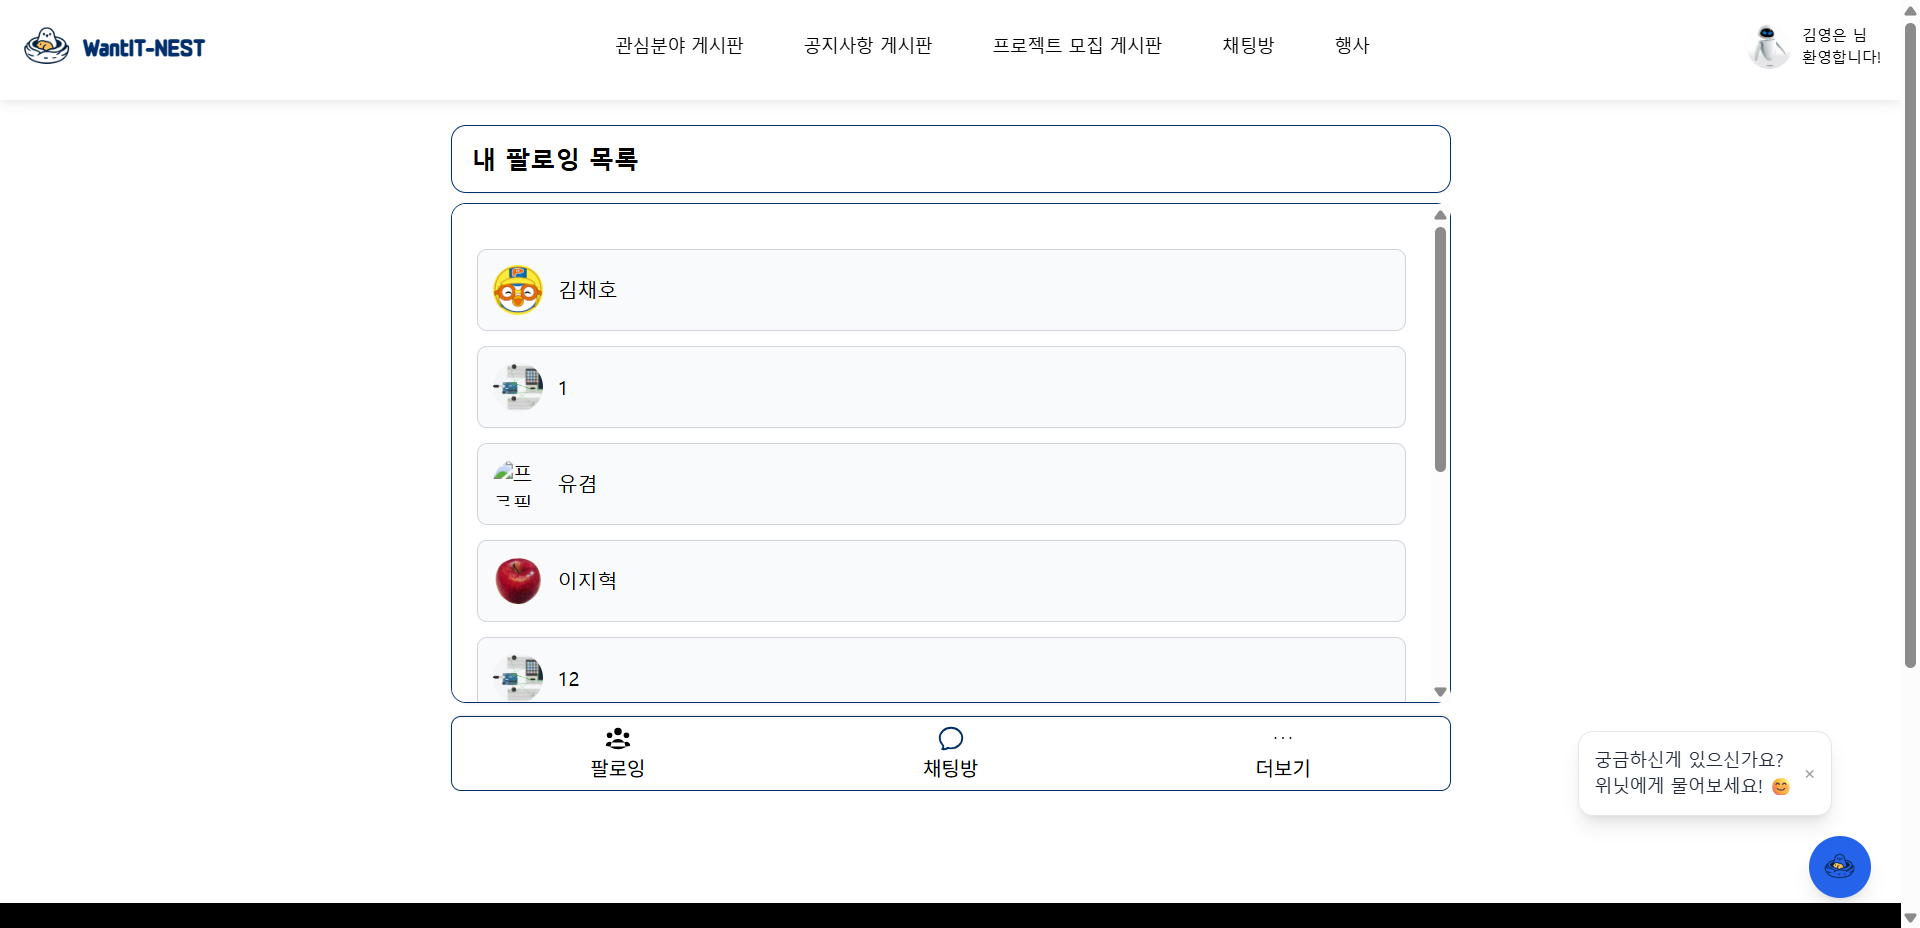 WantIT-NEST
관심분야 게시판
공지사항 게시판
프로젝트 모집 게시판
채팅방
행사
김영은 님
환영합니다!
내 팔로잉 목록
김채호
1
프
로필
유겸
이지혁
12
팔로잉
채팅방
···
더보기
궁금하신게 있으신가요?
위닛에게 물어보세요! 😊
×